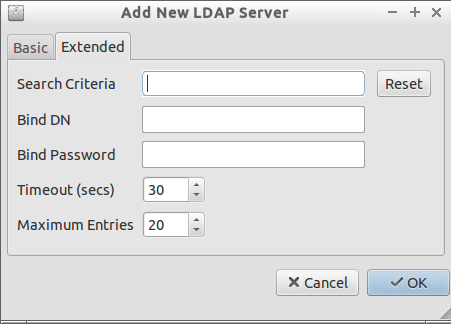 Add New LDAP Server
Basic Extended
Search Criteria Reset
Bind DN
Bind Password
Timeout (secs) 30
Maximum Entries 20
Cancel OK